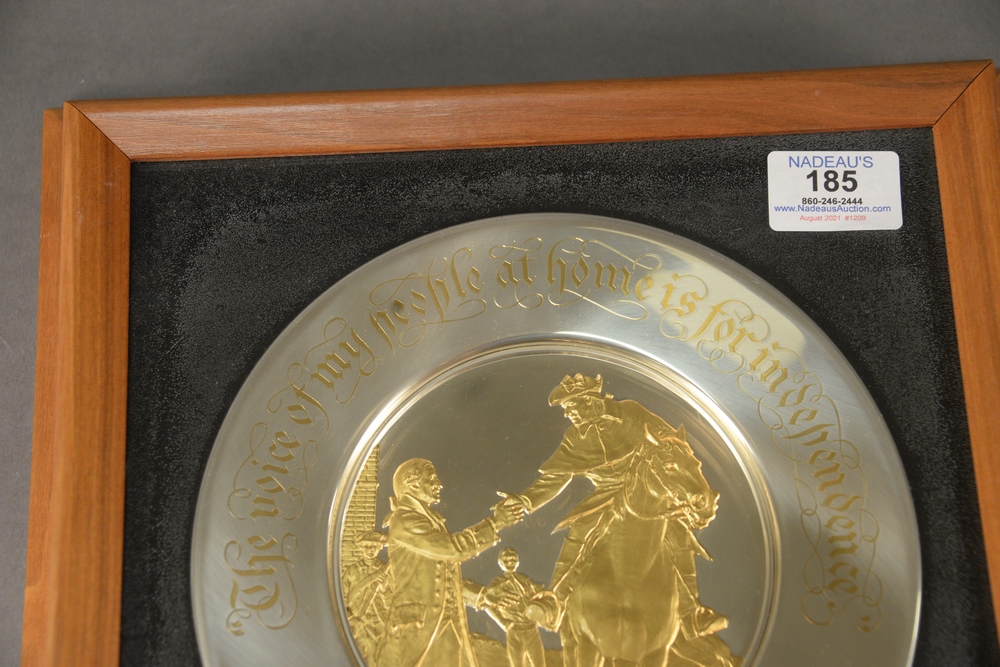 NADEAU'S
185
860-246-2444
www.NadeausAuction.com
August 2021 #1209
"The voice of my people at home is for independence."